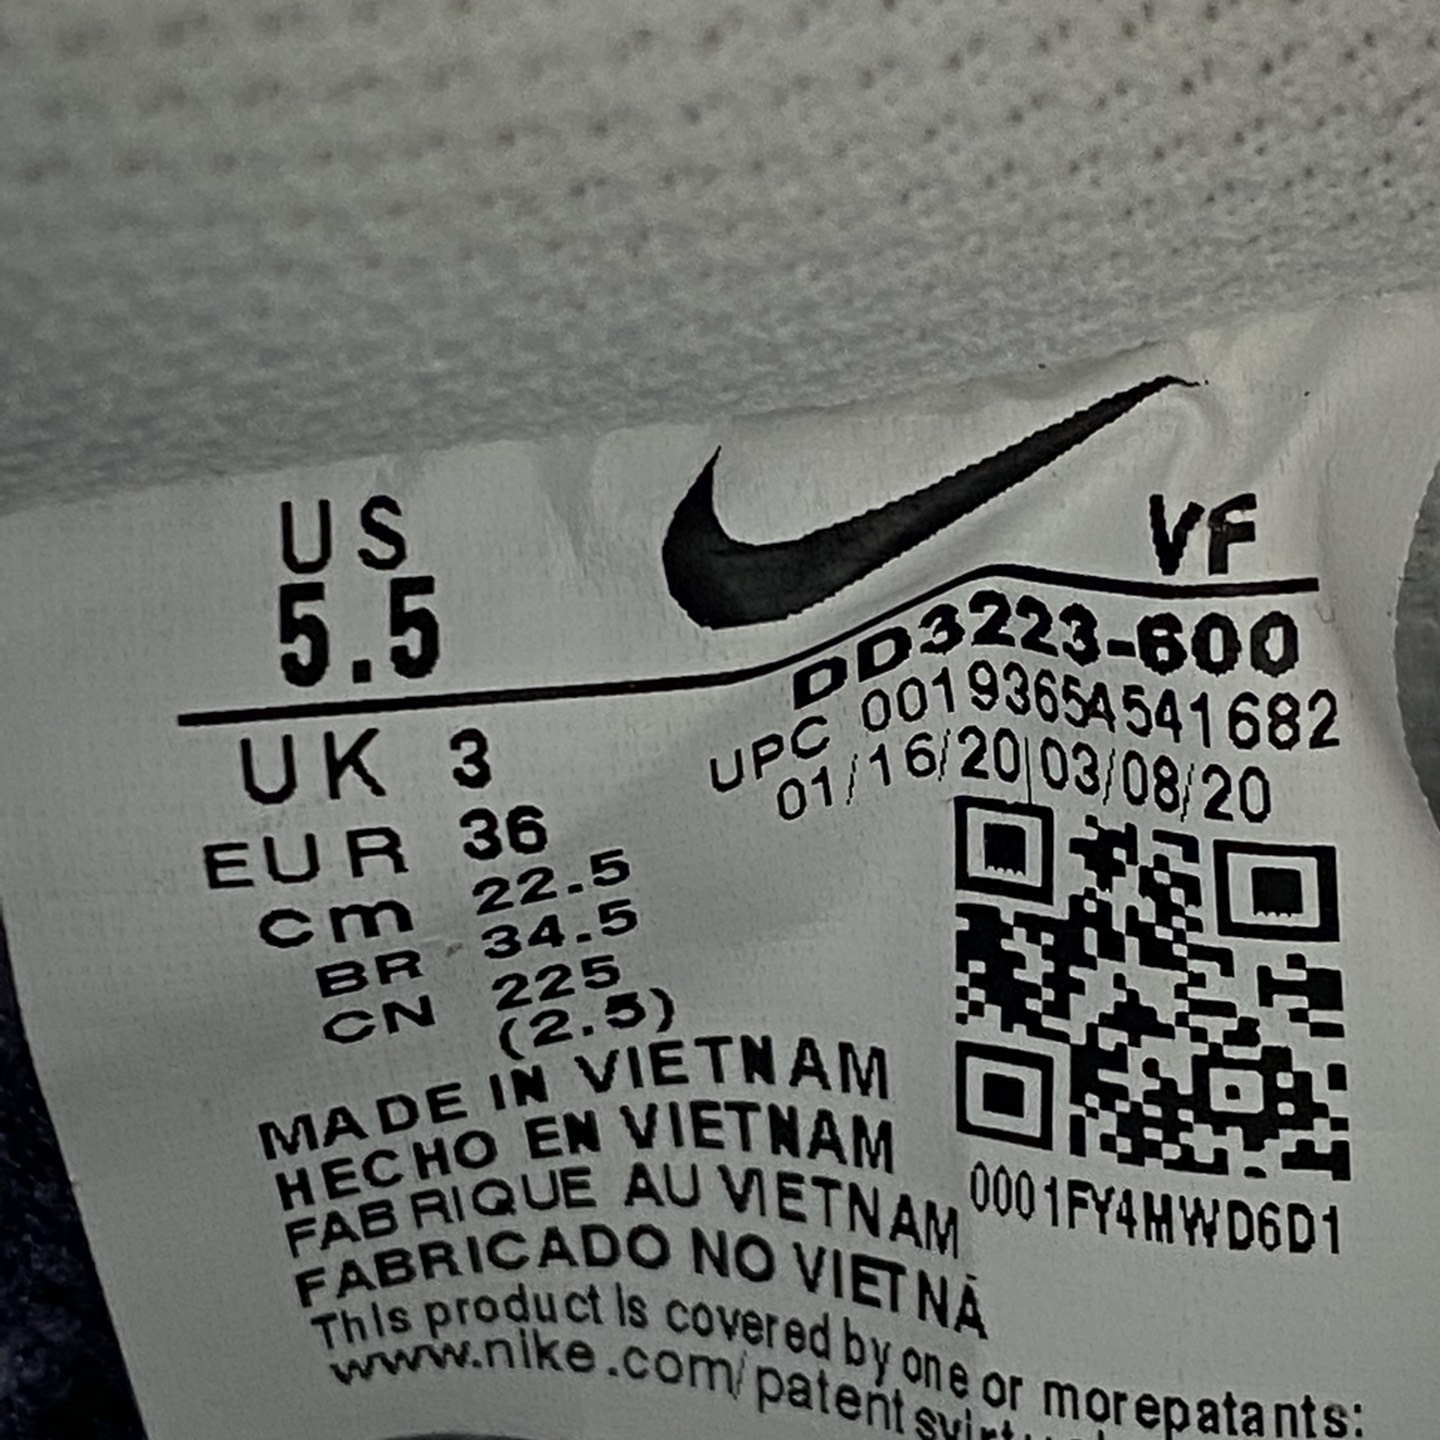 US
5.5
VF
UK 3
EUR 36
cm 22.5
BR 34.5
CN 225
(2.5)
DD3223-600
UPC 00193654541682
01/16/20|03/08/20
0001FY4MWD6D1
MADE IN VIETNAM
HECHO EN VIETNAM
FABRIQUE AU VIETNAM
FABRICADO NO VIETNÃ
This product is covered by one or more patants:
www.nike.com/patent